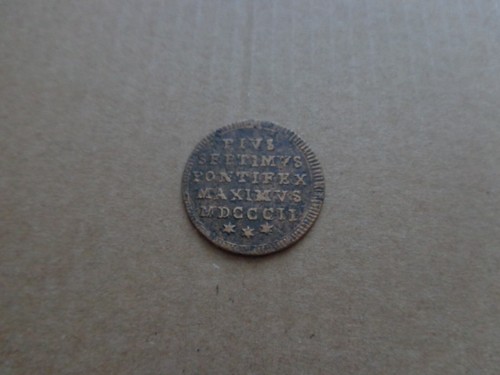 PIVS
SEPTIMVS
PONTIFEX
MAXIMVS
MDCCCII